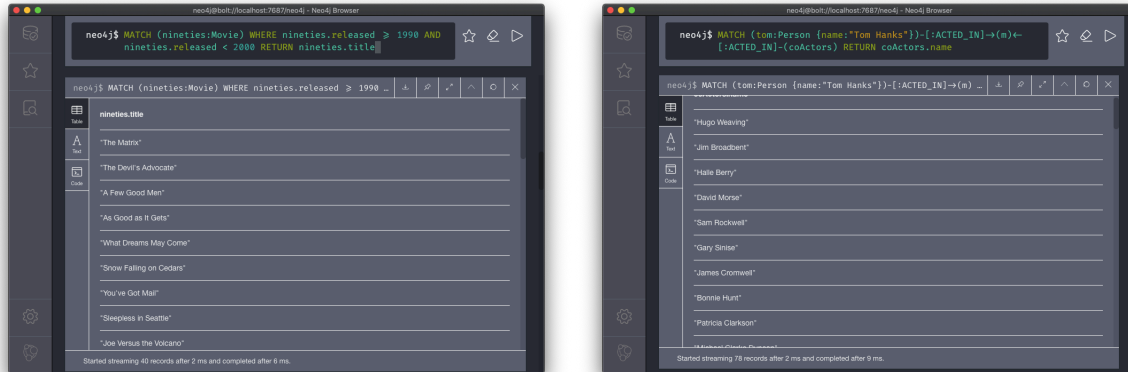 neo4j@bolt://localhost:7687/neo4j - Neo4j Browser
neo4j$ MATCH (nineties:Movie) WHERE nineties.released ≥ 1990 AND
nineties.released < 2000 RETURN nineties.title
neo4j$ MATCH (nineties:Movie) WHERE nineties.released ≥ 1990 …
Table
Text
Code
nineties.title
"The Matrix"
"The Devil's Advocate"
"A Few Good Men"
"As Good as It Gets"
"What Dreams May Come"
"Snow Falling on Cedars"
"You've Got Mail"
"Sleepless in Seattle"
"Joe Versus the Volcano"
Started streaming 40 records after 2 ms and completed after 6 ms.
neo4j@bolt://localhost:7687/neo4j - Neo4j Browser
neo4j$ MATCH (tom:Person {name:"Tom Hanks"})-[:ACTED_IN]→(m)←
[:ACTED_IN]-(coActors) RETURN coActors.name
neo4j$ MATCH (tom:Person {name:"Tom Hanks"})-[:ACTED_IN]→(m) …
Table
Text
Code
"Hugo Weaving"
"Jim Broadbent"
"Halle Berry"
"David Morse"
"Sam Rockwell"
"Gary Sinise"
"James Cromwell"
"Bonnie Hunt"
"Patricia Clarkson"
Started streaming 78 records after 2 ms and completed after 9 ms.